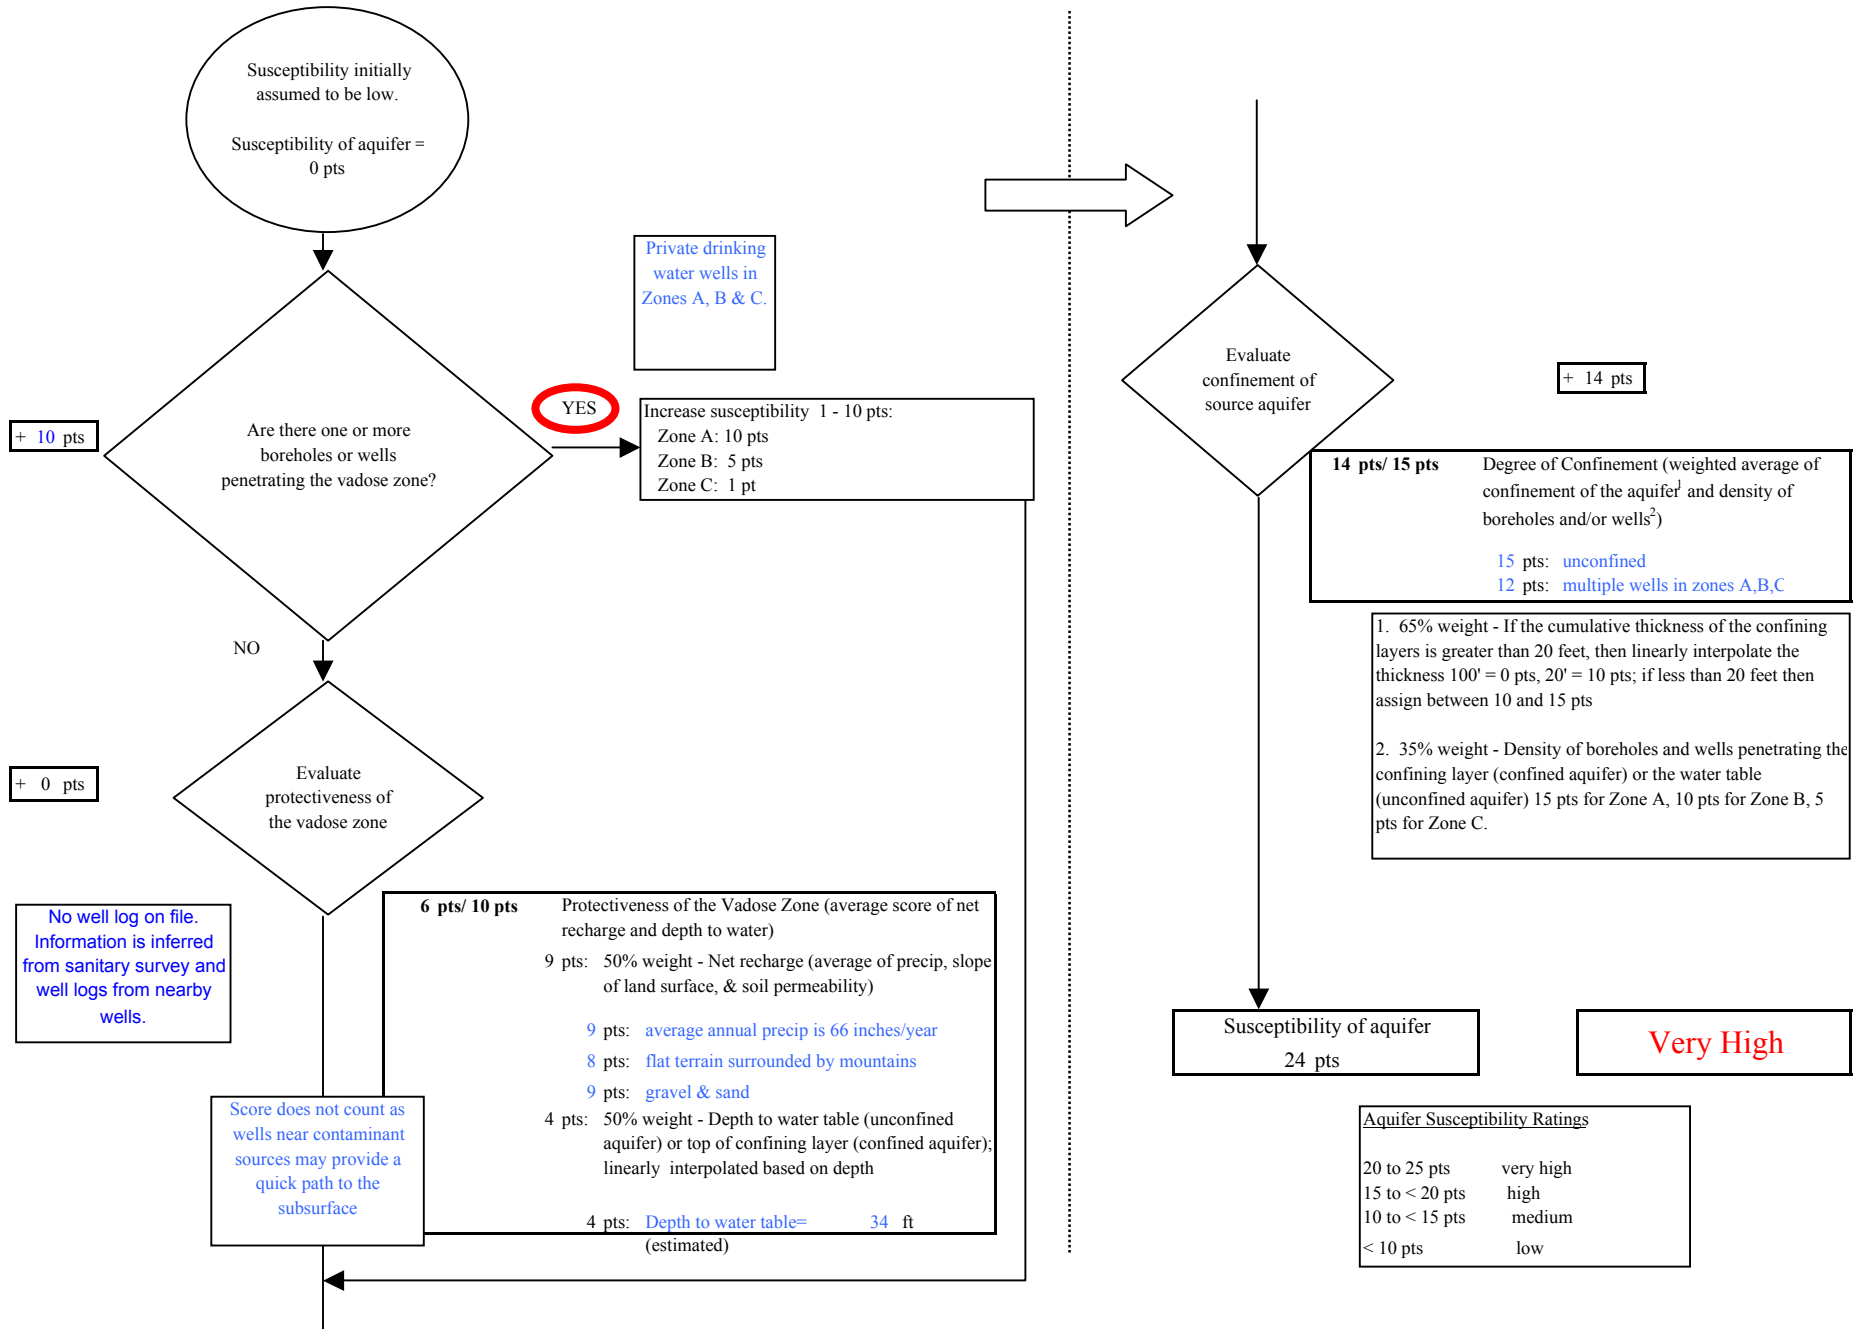 Susceptibility initially
assumed to be low.
Susceptibility of aquifer =
0 pts
Private drinking
water wells in
Zones A, B & C.
YES
+ 10 pts
Are there one or more
boreholes or wells
penetrating the vadose zone?
Increase susceptibility 1 - 10 pts:
Zone A: 10 pts
Zone B: 5 pts
Zone C: 1 pt
NO
+ 0 pts
Evaluate
protectiveness of
the vadose zone
No well log on file.
Information is inferred
from sanitary survey and
well logs from nearby
wells.
6 pts/ 10 pts Protectiveness of the Vadose Zone (average score of net
recharge and depth to water)
9 pts: 50% weight - Net recharge (average of precip, slope
of land surface, & soil permeability)
9 pts: average annual precip is 66 inches/year
8 pts: flat terrain surrounded by mountains
9 pts: gravel & sand
4 pts: 50% weight - Depth to water table (unconfined
aquifer) or top of confining layer (confined aquifer);
linearly interpolated based on depth
4 pts: Depth to water table= 34 ft
(estimated)
Score does not count as
wells near contaminant
sources may provide a
quick path to the
subsurface
Evaluate
confinement of
source aquifer
+ 14 pts
14 pts/ 15 pts Degree of Confinement (weighted average of
confinement of the aquifer1 and density of
boreholes and/or wells2)
15 pts: unconfined
12 pts: multiple wells in zones A,B,C
1. 65% weight - If the cumulative thickness of the confining
layers is greater than 20 feet, then linearly interpolate the
thickness 100' = 0 pts, 20' = 10 pts; if less than 20 feet then
assign between 10 and 15 pts
2. 35% weight - Density of boreholes and wells penetrating the
confining layer (confined aquifer) or the water table
(unconfined aquifer) 15 pts for Zone A, 10 pts for Zone B, 5
pts for Zone C.
Susceptibility of aquifer
24 pts
Very High
Aquifer Susceptibility Ratings
20 to 25 pts very high
15 to < 20 pts high
10 to < 15 pts medium
< 10 pts low